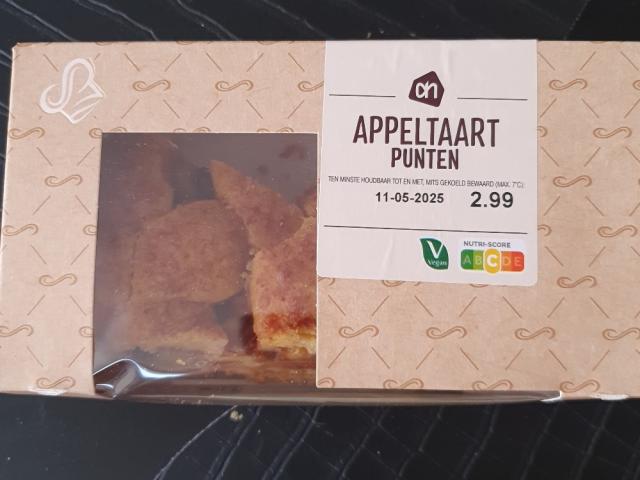 ah
APPELTAART
PUNTEN
TEN MINSTE HOUDBAAR TOT EN MET, MITS GEKOELD BEWAARD (MAX. 7°C):
11-05-2025 2.99
V
Vegan
NUTRI-SCORE
A B C D E